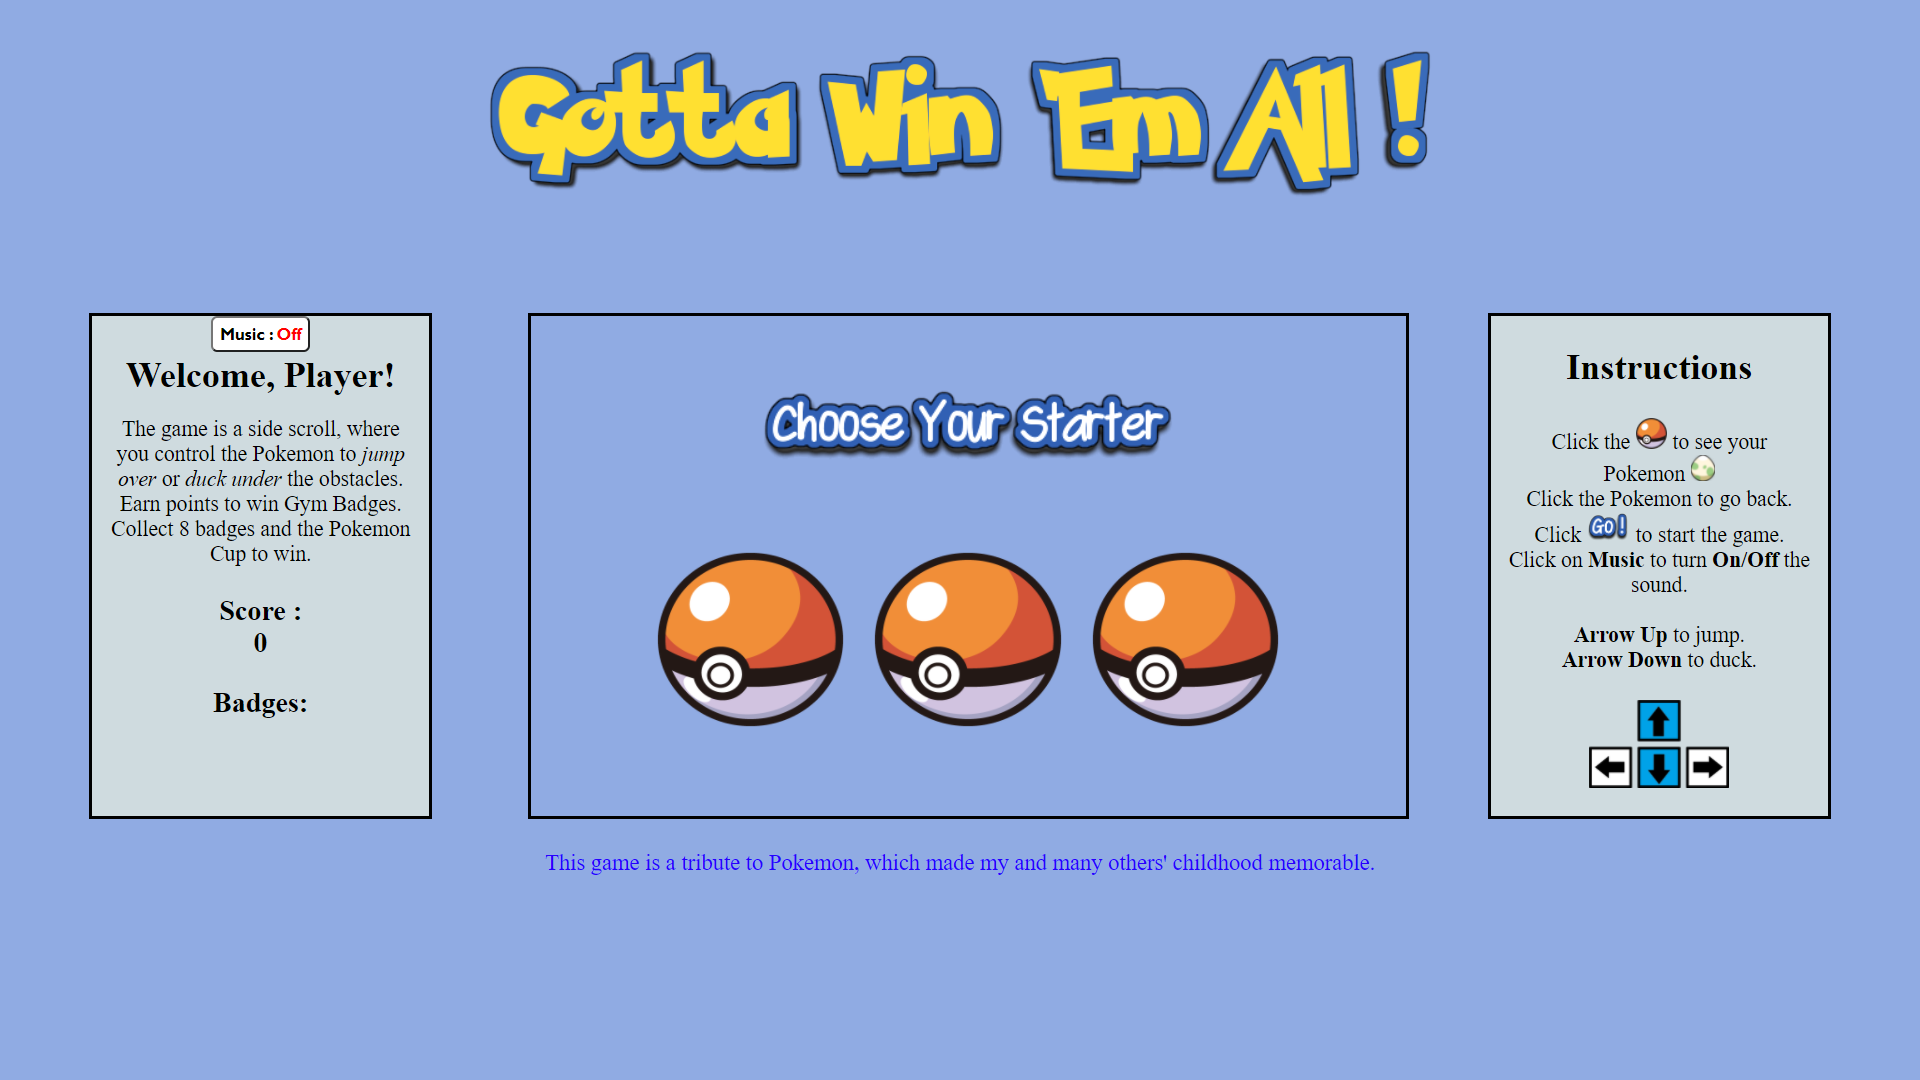 Gotta Win 'Em All !
Music : Off
Welcome, Player!
The game is a side scroll, where
you control the Pokemon to jump
over or duck under the obstacles.
Earn points to win Gym Badges.
Collect 8 badges and the Pokemon
Cup to win.
Score :
0
Badges:
Choose Your Starter
Instructions
Click the to see your
Pokemon
Click the Pokemon to go back.
Click GO! to start the game.
Click on Music to turn On/Off the
sound.
Arrow Up to jump.
Arrow Down to duck.
This game is a tribute to Pokemon, which made my and many others' childhood memorable.